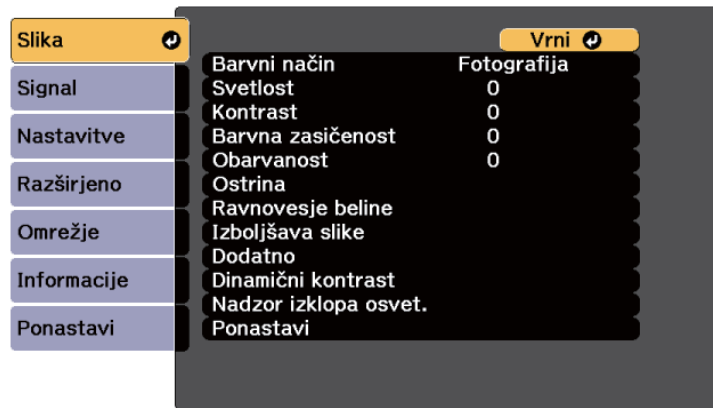 Slika
Signal
Nastavitve
Razširjeno
Omrežje
Informacije
Ponastavi
Vrni
Barvni način Fotografija
Svetlost 0
Kontrast 0
Barvna zasičenost 0
Obarvanost 0
Ostrina
Ravnovesje beline
Izboljšava slike
Dodatno
Dinamični kontrast
Nadzor izklopa osvet.
Ponastavi